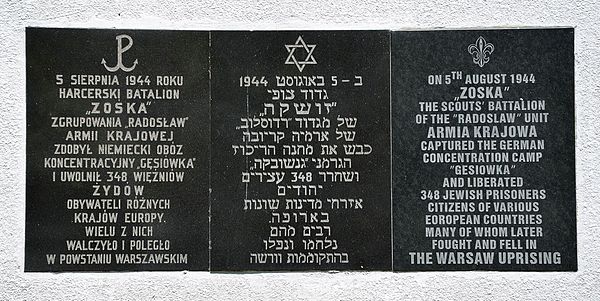 5 SIERPNIA 1944 ROKU
HARCERSKI BATALION
„ZOSKA”
ZGRUPOWANIA „RADOSŁAW”
ARMII KRAJOWEJ
ZDOBYŁ NIEMIECKI OBÓZ
KONCENTRACYJNY „GĘSIÓWKA”
I UWOLNIŁ 348 WIĘŹNIÓW
ŻYDÓW
OBYWATELI RÓŻNYCH
KRAJÓW EUROPY.
WIELU Z NICH
WALCZYŁO I POLEGŁO
W POWSTANIU WARSZAWSKIM
ב – 5 באוגוסט 1944
גדוד צופי
"זושקה"
של מגדוד "רדוסלוב"
של ארמיה קריובה
כבש את מחנה הריכוז
הגרמני "גנשובקה"
ושחרר 348 עצירים
יהודים
אזרחי מדינות שונות
באירופה.
רבים מהם
נלחמו ונפלו
בהתקוממות וורשה
ON 5TH AUGUST 1944
„ZOSKA”
THE SCOUTS' BATTALION
OF THE "RADOSLAW" UNIT
ARMIA KRAJOWA
CAPTURED THE GERMAN
CONCENTRATION CAMP
"GESIOWKA"
AND LIBERATED
348 JEWISH PRISONERS
CITIZENS OF VARIOUS
EOROPEAN COUNTRIES
MANY OF WHOM LATER
FOUGHT AND FELL IN
THE WARSAW UPRISING